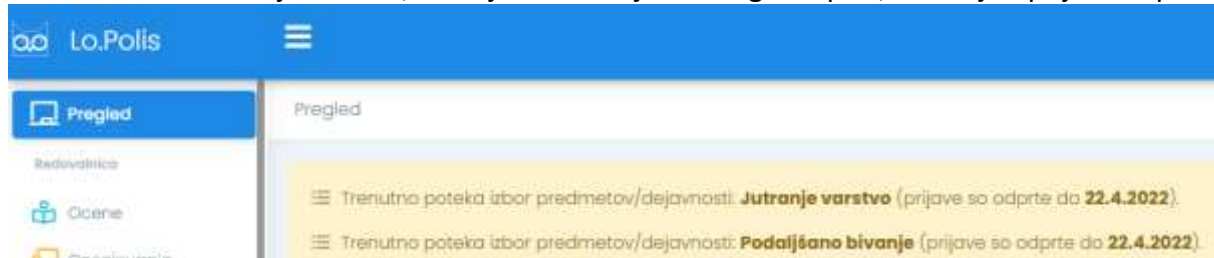 Lo.Polis
Pregled
Pregled
Redovalnica
Ocene
Trenutno poteka izbor predmetov/dejavnosti: Jutranje varstvo (prijave so odprte do 22.4.2022).
Trenutno poteka izbor predmetov/dejavnosti: Podaljšano bivanje (prijave so odprte do 22.4.2022).